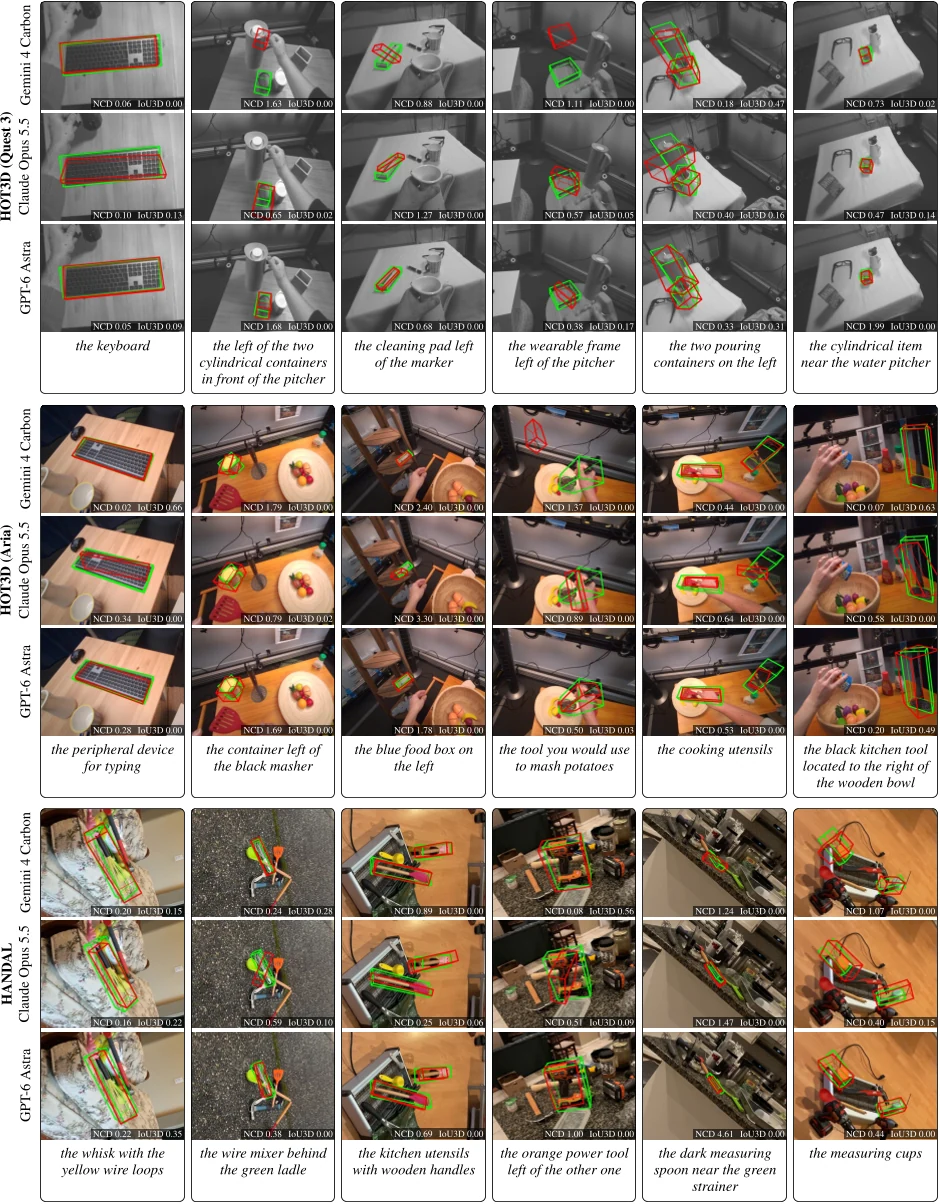 HOT3D (Quest 3)
Gemini 4 Carbon
NCD 0.06 IoU3D 0.00
NCD 1.63 IoU3D 0.00
NCD 0.88 IoU3D 0.00
NCD 1.11 IoU3D 0.00
NCD 0.18 IoU3D 0.47
NCD 0.73 IoU3D 0.02
Claude Opus 5.5
NCD 0.10 IoU3D 0.13
NCD 0.65 IoU3D 0.02
NCD 1.27 IoU3D 0.00
NCD 0.57 IoU3D 0.05
NCD 0.40 IoU3D 0.16
NCD 0.47 IoU3D 0.14
GPT-6 Astra
NCD 0.05 IoU3D 0.09
NCD 1.68 IoU3D 0.00
NCD 0.68 IoU3D 0.00
NCD 0.38 IoU3D 0.17
NCD 0.33 IoU3D 0.31
NCD 1.99 IoU3D 0.00
the keyboard
the left of the two
cylindrical containers
in front of the pitcher
the cleaning pad left
of the marker
the wearable frame
left of the pitcher
the two pouring
containers on the left
the cylindrical item
near the water pitcher
HOT3D (Aria)
Gemini 4 Carbon
NCD 0.02 IoU3D 0.66
NCD 1.79 IoU3D 0.00
NCD 2.40 IoU3D 0.00
NCD 1.37 IoU3D 0.00
NCD 0.44 IoU3D 0.00
NCD 0.07 IoU3D 0.63
Claude Opus 5.5
NCD 0.34 IoU3D 0.00
NCD 0.79 IoU3D 0.02
NCD 3.30 IoU3D 0.00
NCD 0.89 IoU3D 0.00
NCD 0.64 IoU3D 0.00
NCD 0.58 IoU3D 0.00
GPT-6 Astra
NCD 0.28 IoU3D 0.00
NCD 1.69 IoU3D 0.00
NCD 1.78 IoU3D 0.00
NCD 0.50 IoU3D 0.03
NCD 0.53 IoU3D 0.00
NCD 0.20 IoU3D 0.49
the peripheral device
for typing
the container left of
the black masher
the blue food box on
the left
the tool you would use
to mash potatoes
the cooking utensils
the black kitchen tool
located to the right of
the wooden bowl
HANDAL
Gemini 4 Carbon
NCD 0.20 IoU3D 0.15
NCD 0.24 IoU3D 0.28
NCD 0.89 IoU3D 0.00
NCD 0.08 IoU3D 0.56
NCD 1.24 IoU3D 0.00
NCD 1.07 IoU3D 0.00
Claude Opus 5.5
NCD 0.16 IoU3D 0.22
NCD 0.59 IoU3D 0.10
NCD 0.25 IoU3D 0.06
NCD 0.51 IoU3D 0.09
NCD 1.47 IoU3D 0.00
NCD 0.40 IoU3D 0.15
GPT-6 Astra
NCD 0.22 IoU3D 0.35
NCD 0.38 IoU3D 0.00
NCD 0.69 IoU3D 0.00
NCD 1.00 IoU3D 0.00
NCD 4.61 IoU3D 0.00
NCD 0.44 IoU3D 0.00
the whisk with the
yellow wire loops
the wire mixer behind
the green ladle
the kitchen utensils
with wooden handles
the orange power tool
left of the other one
the dark measuring
spoon near the green
strainer
the measuring cups